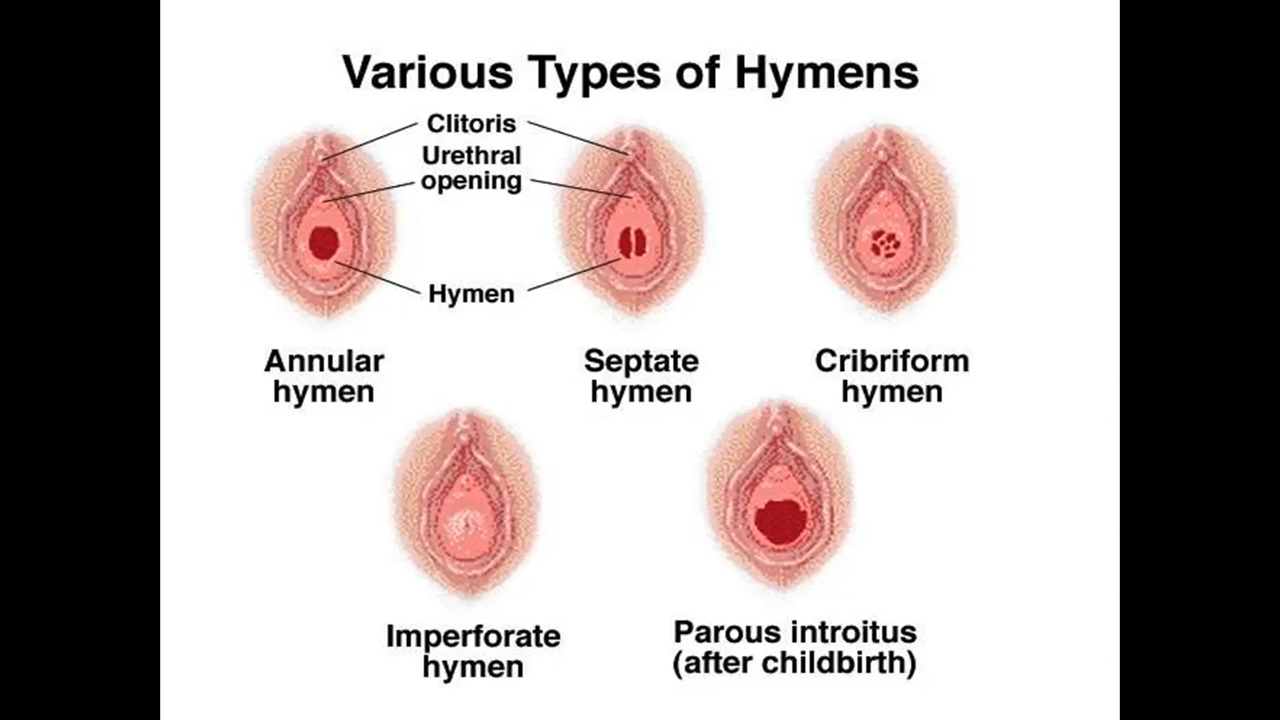 Various Types of Hymens
Clitoris
Urethral
opening
Hymen
Annular
hymen
Septate
hymen
Cribriform
hymen
Imperforate
hymen
Parous introitus
(after childbirth)